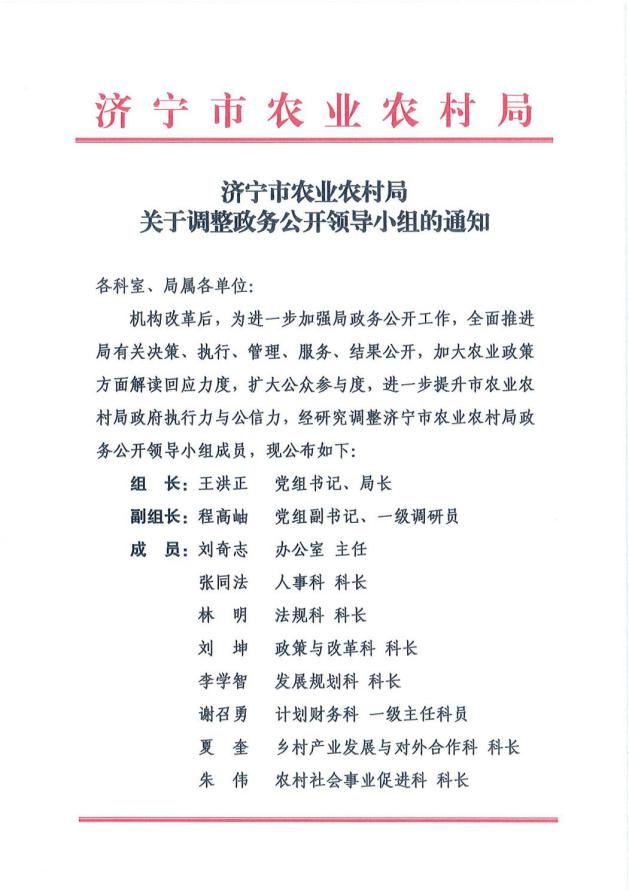 济宁市农业农村局
济宁市农业农村局
关于调整政务公开领导小组的通知
各科室、局属各单位：
机构改革后，为进一步加强局政务公开工作，全面推进
局有关决策、执行、管理、服务、结果公开，加大农业政策
方面解读回应力度，扩大公众参与度，进一步提升市农业农
村局政府执行力与公信力，经研究调整济宁市农业农村局政
务公开领导小组成员，现公布如下：
组 长：王洪正 党组书记、局长
副组长：程高岫 党组副书记、一级调研员
成 员：刘奇志 办公室 主任
张同法 人事科 科长
林 明 法规科 科长
刘 坤 政策与改革科 科长
李学智 发展规划科 科长
谢召勇 计划财务科 一级主任科员
夏 奎 乡村产业发展与对外合作科 科长
朱 伟 农村社会事业促进科 科长